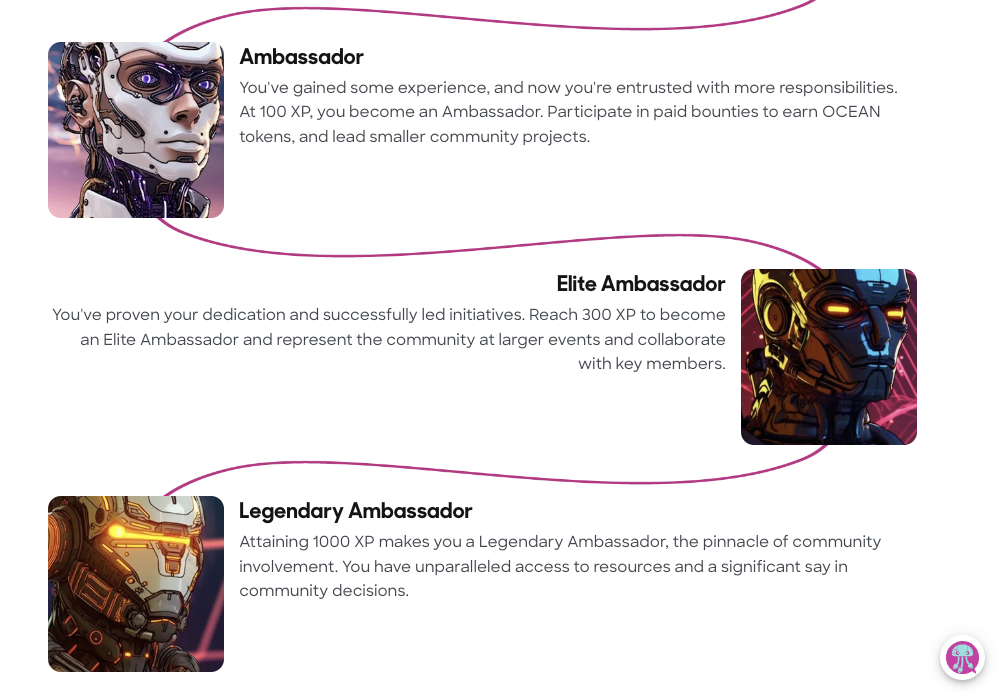 Ambassador
You've gained some experience, and now you're entrusted with more responsibilities.
At 100 XP, you become an Ambassador. Participate in paid bounties to earn OCEAN
tokens, and lead smaller community projects.
Elite Ambassador
You've proven your dedication and successfully led initiatives. Reach 300 XP to become
an Elite Ambassador and represent the community at larger events and collaborate
with key members.
Legendary Ambassador
Attaining 1000 XP makes you a Legendary Ambassador, the pinnacle of community
involvement. You have unparalleled access to resources and a significant say in
community decisions.